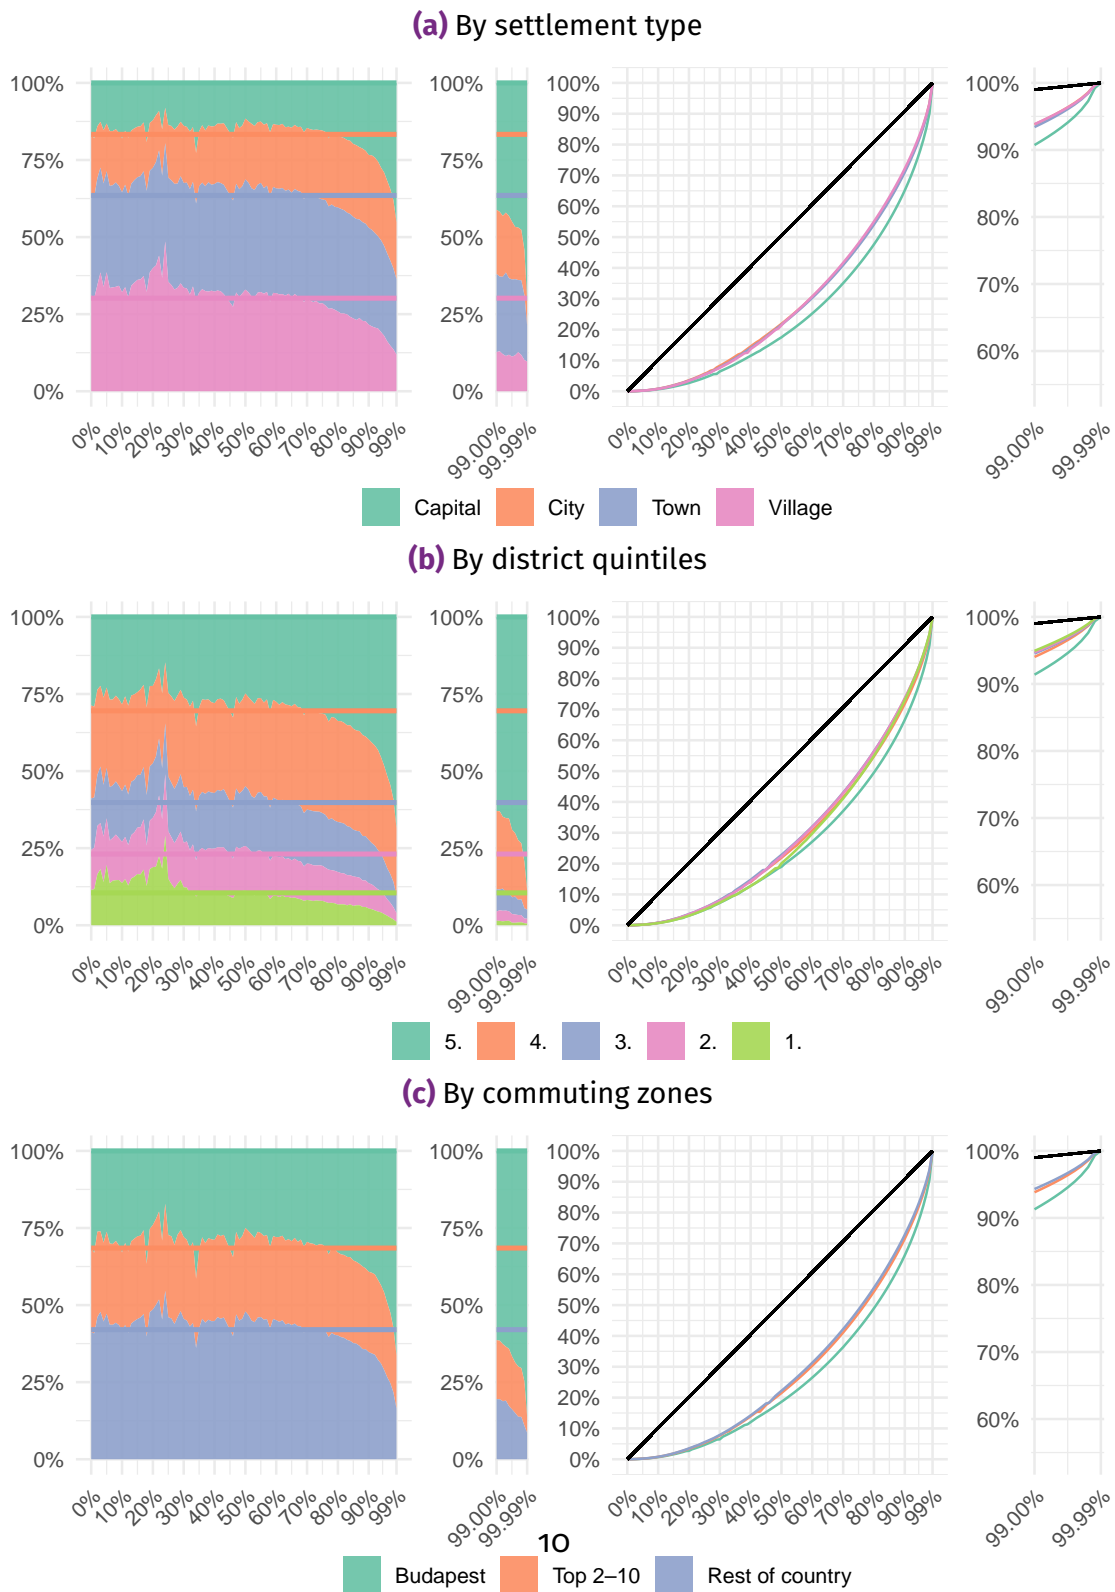 (a) By settlement type
100% 100% 100% 100%
90%
80%
75% 75% 90%
70%
60% 80%
50% 50% 50%
40% 70%
30%
25% 25%
20% 60%
10%
0% 0% 0%
0% 10% 20% 30% 40% 50% 60% 70% 80% 90% 99% 99.00% 99.99% 0% 10% 20% 30% 40% 50% 60% 70% 80% 90% 99% 99.00% 99.99%
Capital City Town Village
(b) By district quintiles
100% 100% 100% 100%
90%
80%
75% 75% 90%
70%
60% 80%
50% 50% 50%
40% 70%
30%
25% 25%
20% 60%
10%
0% 0% 0%
0% 10% 20% 30% 40% 50% 60% 70% 80% 90% 99% 99.00% 99.99% 0% 10% 20% 30% 40% 50% 60% 70% 80% 90% 99% 99.00% 99.99%
5. 4. 3. 2. 1.
(c) By commuting zones
100% 100% 100% 100%
90%
80%
75% 75% 90%
70%
60% 80%
50% 50% 50%
40% 70%
30%
25% 25%
20% 60%
10%
0% 0% 0%
0% 10% 20% 30% 40% 50% 60% 70% 80% 90% 99% 99.00% 99.99% 0% 10% 20% 30% 40% 50% 60% 70% 80% 90% 99% 99.00% 99.99%
10
Budapest Top 2–10 Rest of country